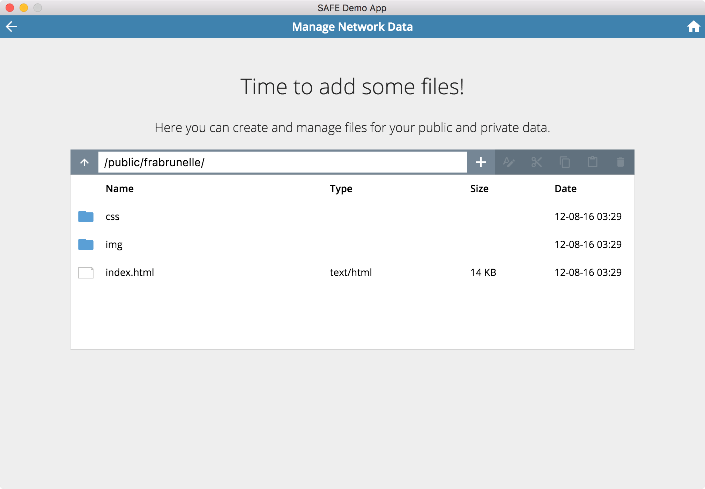 SAFE Demo App
Manage Network Data
Time to add some files!
Here you can create and manage files for your public and private data.
/public/frabrunelle/
Name Type Size Date
css 12-08-16 03:29
img 12-08-16 03:29
index.html text/html 14 KB 12-08-16 03:29